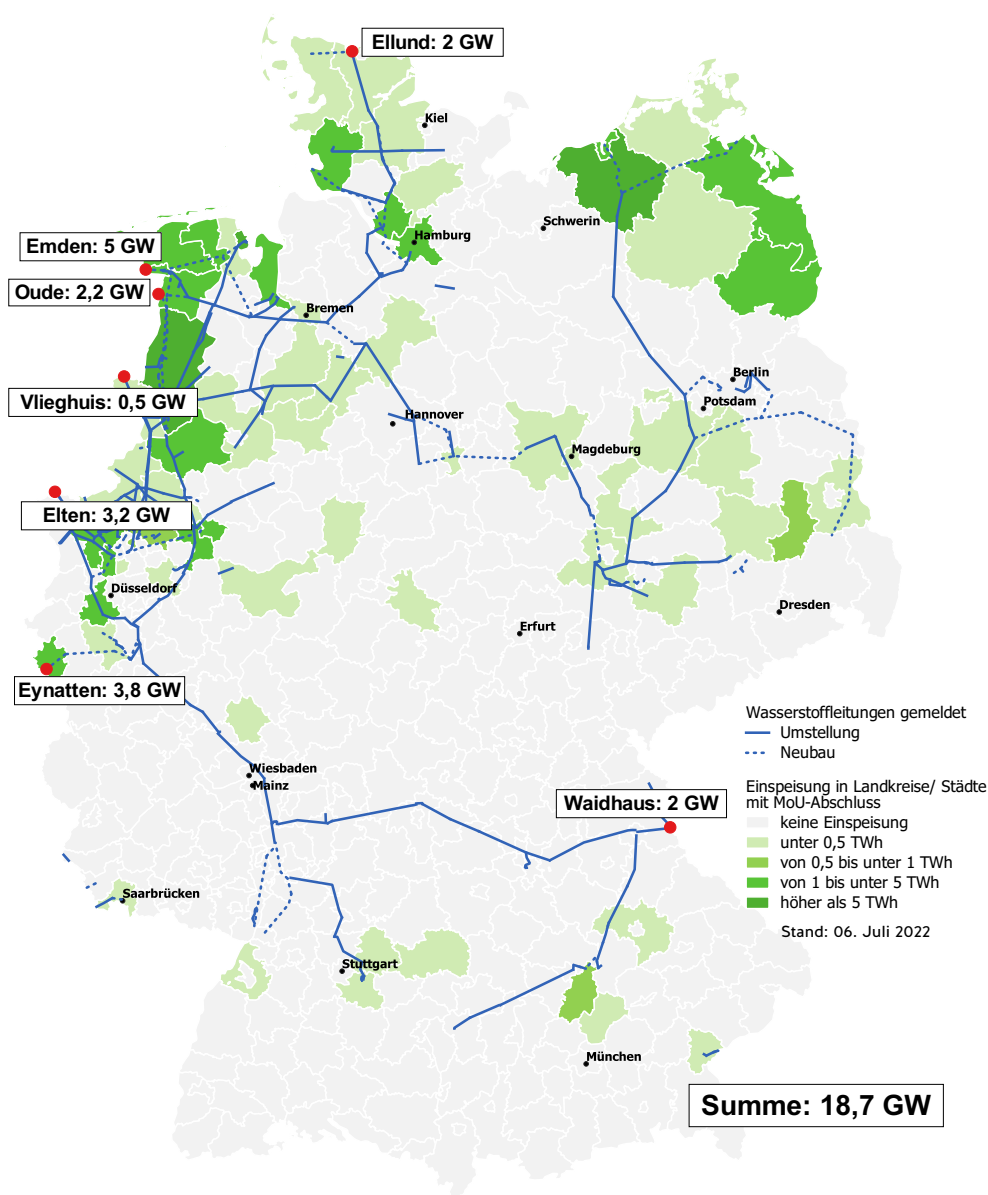 Ellund: 2 GW
Kiel
Schwerin
Hamburg
Emden: 5 GW
Oude: 2,2 GW
Bremen
Vlieghuis: 0,5 GW
Berlin
Potsdam
Hannover
Magdeburg
Elten: 3,2 GW
Düsseldorf
Dresden
Erfurt
Eynatten: 3,8 GW
Wasserstoffleitungen gemeldet
Umstellung
Neubau
Wiesbaden
Mainz
Waidhaus: 2 GW
Einspeisung in Landkreise/ Städte
mit MoU-Abschluss
keine Einspeisung
unter 0,5 TWh
von 0,5 bis unter 1 TWh
von 1 bis unter 5 TWh
höher als 5 TWh
Stand: 06. Juli 2022
Saarbrücken
Stuttgart
München
Summe: 18,7 GW